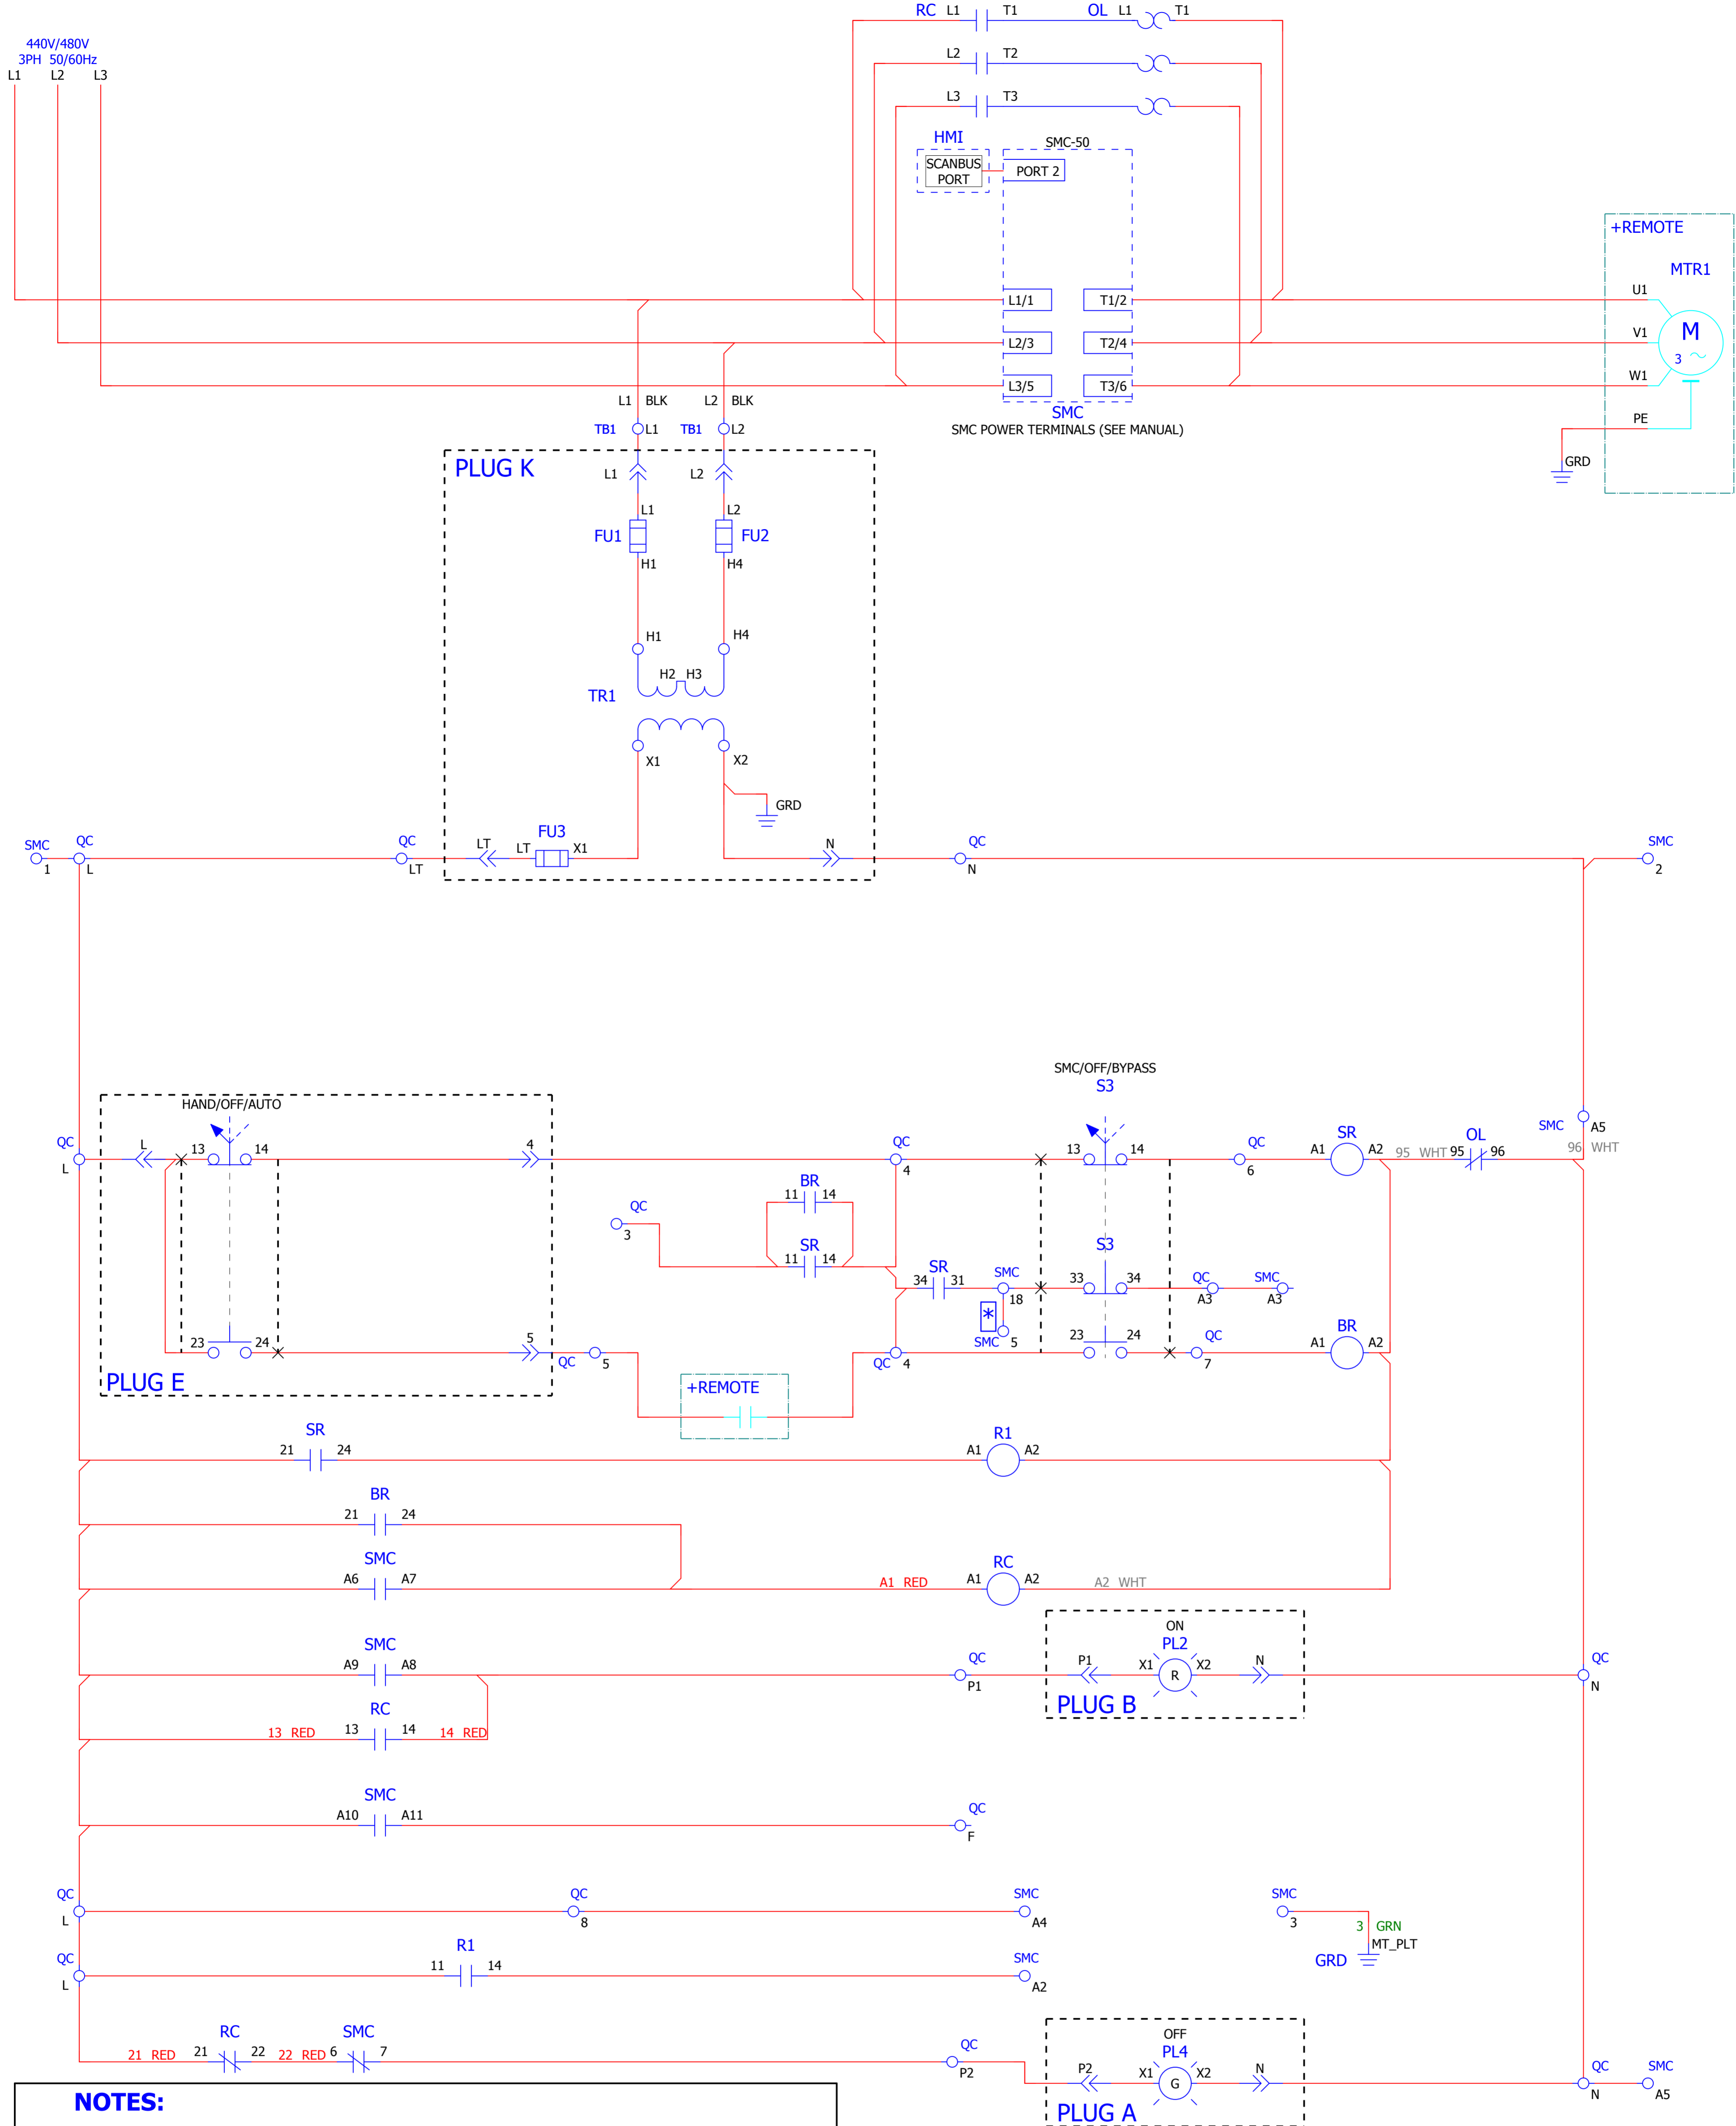 RC L1 T1 OL L1 T1
440V/480V
3PH 50/60Hz
L1 L2 L3
L2 T2
L3 T3
HMI
SMC-50
SCANBUS
PORT
PORT 2
+REMOTE
MTR1
L1/1 T1/2 U1
M
3
L2/3 T2/4 V1
L3/5 T3/6 W1
SMC
SMC POWER TERMINALS (SEE MANUAL)
PE
GRD
L1 BLK L2 BLK
TB1 L1 TB1 L2
PLUG K
L1 L2
L1 L2
FU1 FU2
H1 H4
H1 H4
H2 H3
TR1
X1 X2
GRD
SMC QC QC FU3 QC SMC
LT LT X1 N
1 L LT N 2
SMC/OFF/BYPASS
S3
HAND/OFF/AUTO
SMC A5
QC L 13 14 4 QC 13 14 QC SR OL
A1 A2 95 WHT 95 96 96 WHT
L 4 6
BR
11 14
QC
3
SR
11 14
S3
SR
34 31 SMC 33 34 QC SMC
18 A3 A3
*
SMC 5
23 24 5 23 24 QC BR
A1 A2
QC 5 QC 4 7
PLUG E
+REMOTE
SR
21 24
R1
A1 A2
BR
21 24
SMC
A6 A7
RC
A1 RED A1 A2 A2 WHT
ON
SMC
A9 A8
QC
P1
PL2
P1 X1 R X2 N
QC
N
PLUG B
RC
13 RED 13 14 14 RED
SMC
A10 A11
QC
F
QC QC SMC SMC
L 8 A4 3
3 GRN
MT_PLT
GRD
QC R1 SMC
11 14
L A2
OFF
RC SMC
21 RED 21 22 22 RED 6 7
QC
P2
PL4
P2 X1 G X2 N
QC SMC
N A5
PLUG A
NOTES: